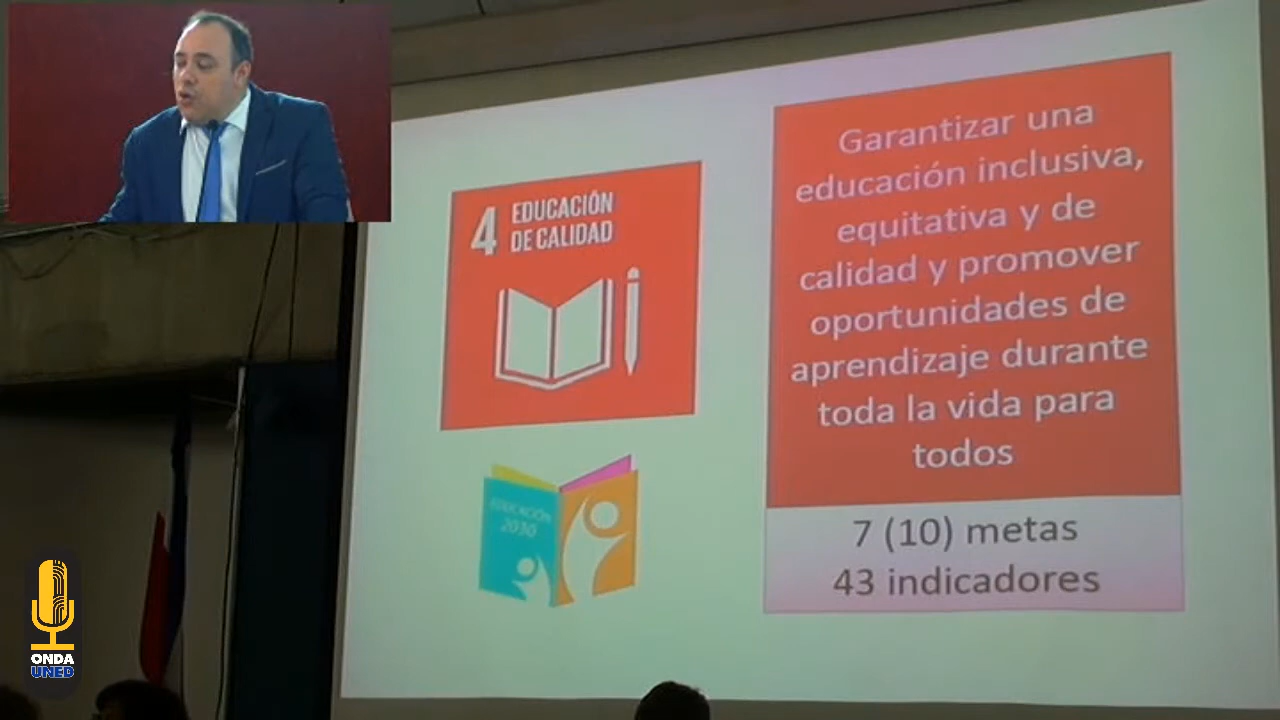 4 EDUCACIÓN
DE CALIDAD
Garantizar una
educación inclusiva,
equitativa y de
calidad y promover
oportunidades de
aprendizaje durante
toda la vida para
todos
7 (10) metas
43 indicadores
EDUCACIÓN
2030
ONDA
UNED